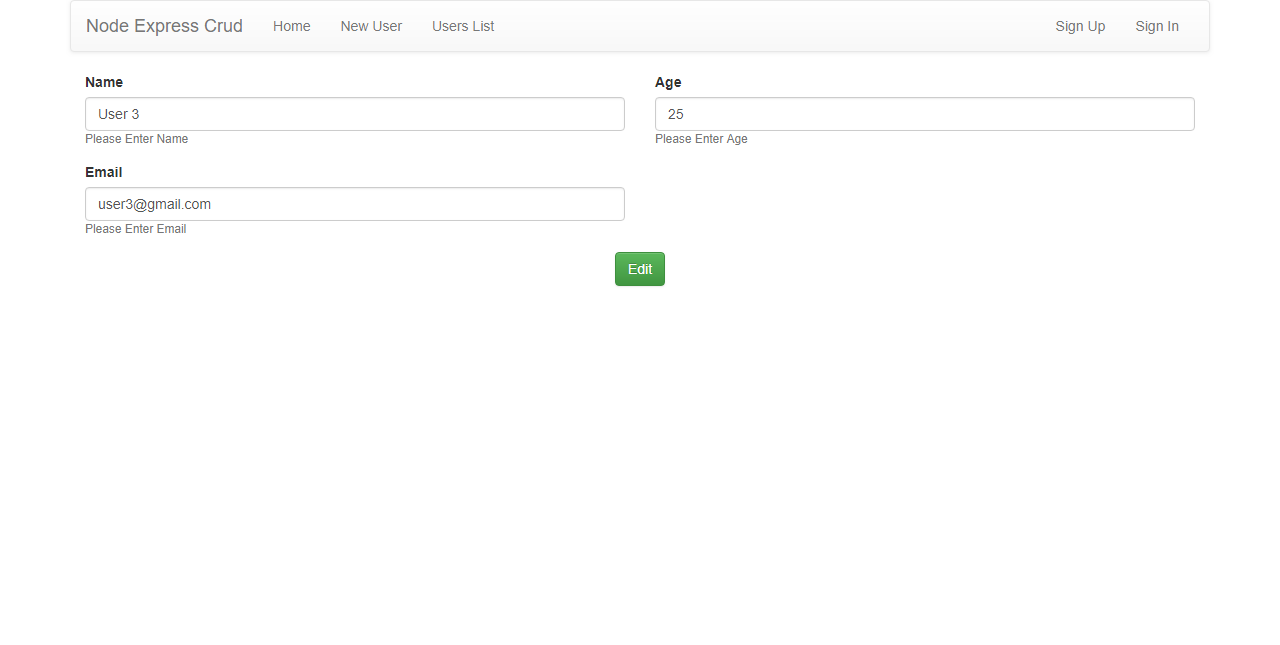 Node Express Crud Home New User Users List Sign Up Sign In
Name Age
User 3 25
Please Enter Name Please Enter Age
Email
user3@gmail.com
Please Enter Email
Edit